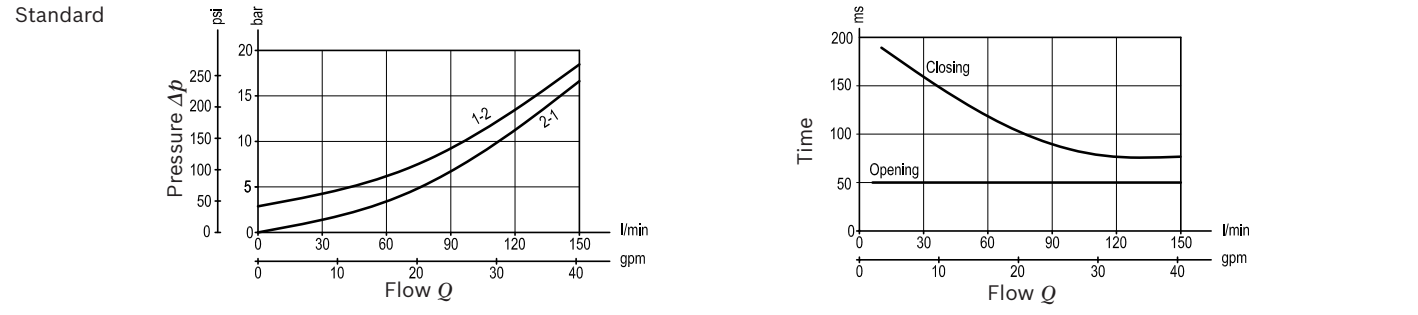 Standard
psi
bar
Pressure Δp
250
200
150
100
50
0
20
15
10
5
0
1-2
2-1
0 30 60 90 120 150 l/min
0 10 20 30 40 gpm
Flow Q
ms
Time
200
150
100
50
0
Closing
Opening
0 30 60 90 120 150 l/min
0 10 20 30 40 gpm
Flow Q